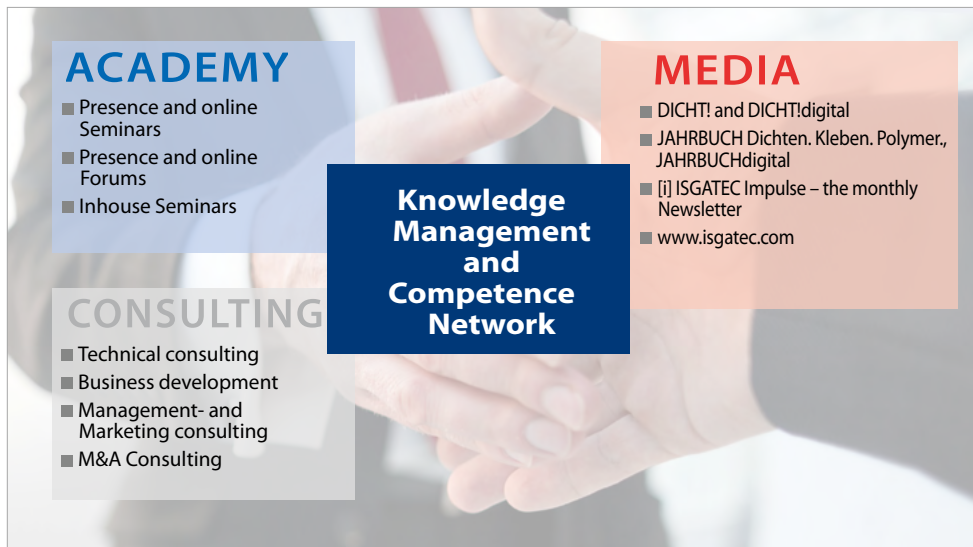 ACADEMY
Presence and online
Seminars
Presence and online
Forums
Inhouse Seminars
MEDIA
DICHT! and DICHT!digital
JAHRBUCH Dichten. Kleben. Polymer.,
JAHRBUCHdigital
[i] ISGATEC Impulse – the monthly
Newsletter
www.isgatec.com
Knowledge
Management
and
Competence
Network
CONSULTING
Technical consulting
Business development
Management- and
Marketing consulting
M&A Consulting